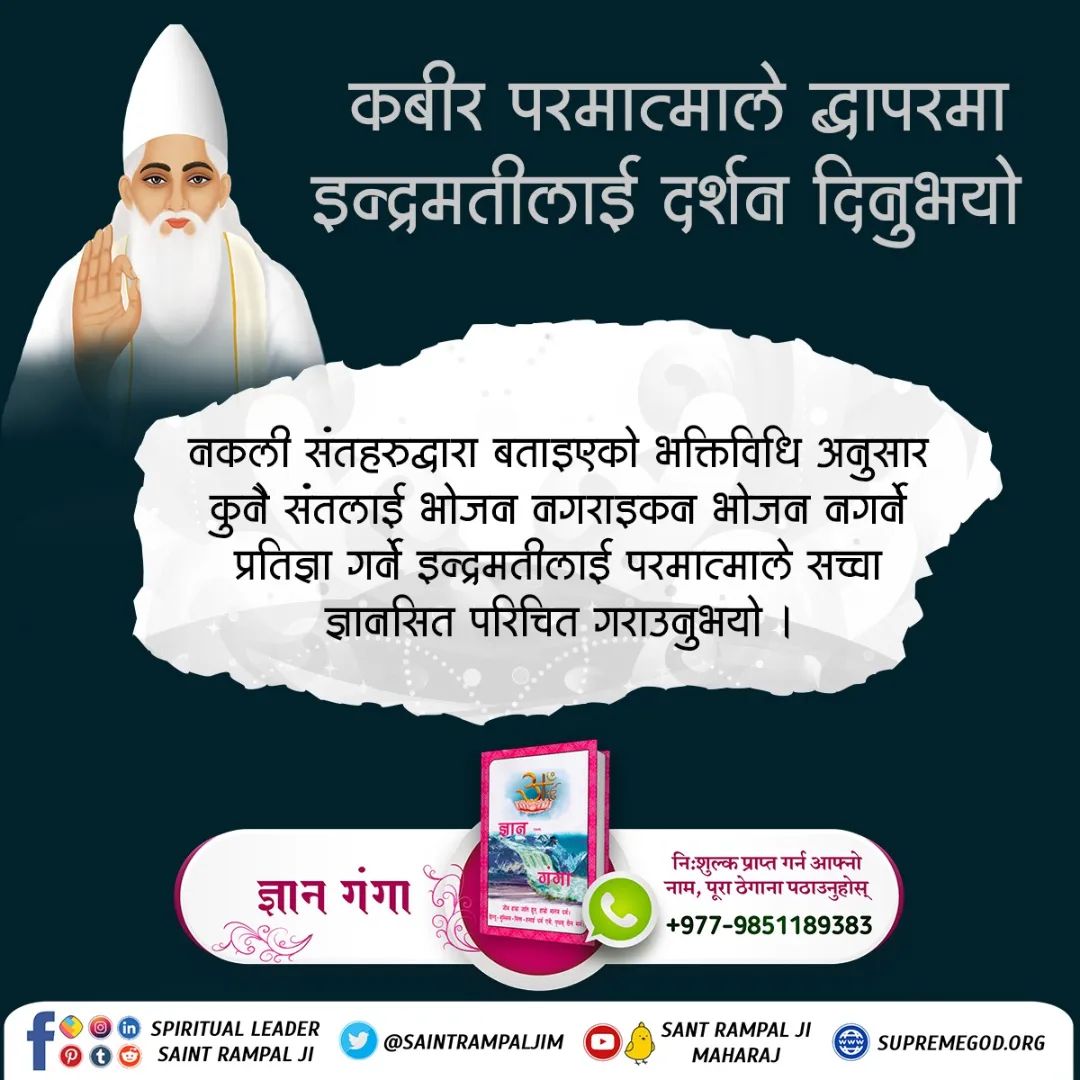 कबीर परमात्माले द्वापरमा
इन्द्रमतीलाई दर्शन दिनुभयो
नकली संतहरुद्वारा बताइएको भक्तिविधि अनुसार
कुनै संतलाई भोजन नगराइकन भोजन नगर्ने
प्रतिज्ञा गर्ने इन्द्रमतीलाई परमात्माले सच्चा
ज्ञानसित परिचित गराउनुभयो ।
ज्ञान गंगा
ज्ञान -
गंगा
निःशुल्क प्राप्त गर्न आफ्नो
नाम, पूरा ठेगाना पठाउनुहोस्
+977-9851189383
SPIRITUAL LEADER
SAINT RAMPAL JI
@SAINTRAMPALJIM
SANT RAMPAL JI
MAHARAJ
SUPREMEGOD.ORG